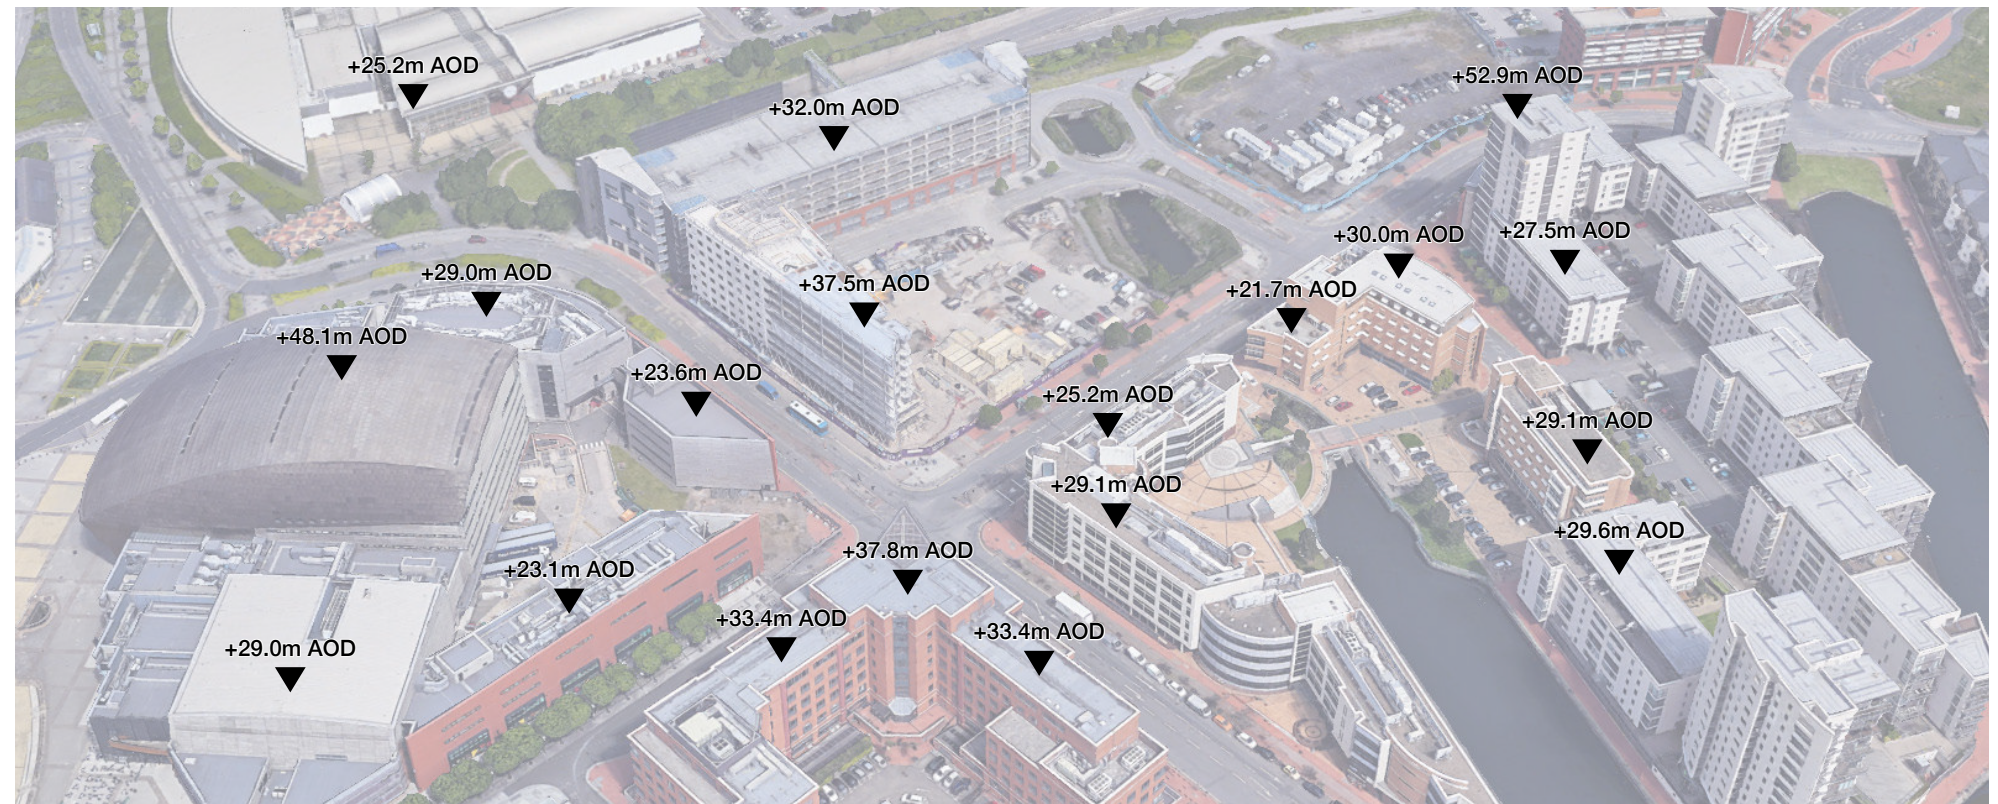 +25.2m AOD
+52.9m AOD
+32.0m AOD
+27.5m AOD
+30.0m AOD
+29.0m AOD
+37.5m AOD
+21.7m AOD
+48.1m AOD
+23.6m AOD
+25.2m AOD
+29.1m AOD
+29.1m AOD
+29.6m AOD
+37.8m AOD
+23.1m AOD
+33.4m AOD
+33.4m AOD
+29.0m AOD